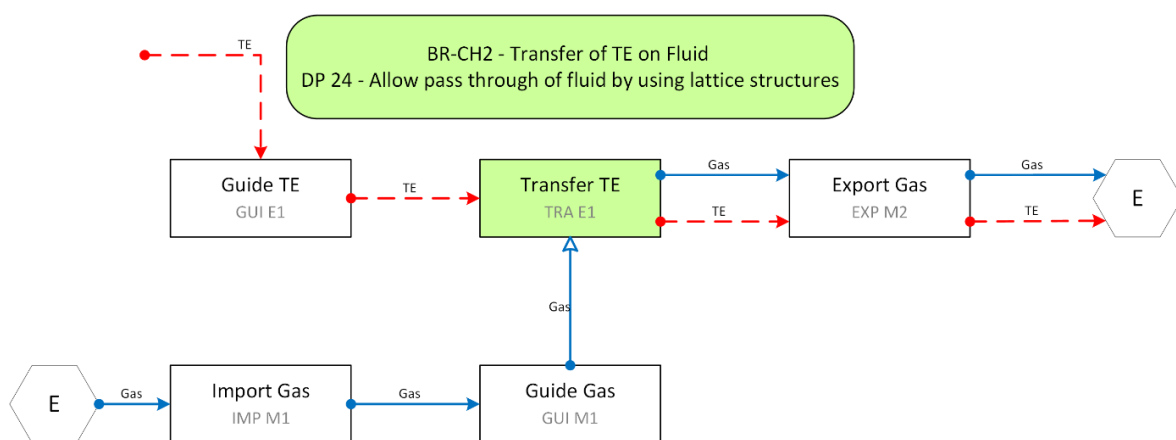 TE
BR-CH2 - Transfer of TE on Fluid
DP 24 - Allow pass through of fluid by using lattice structures
Guide TE
GUI E1
TE
Transfer TE
TRA E1
Gas
TE
Export Gas
EXP M2
Gas
TE
E
Gas
E
Gas
Import Gas
IMP M1
Gas
Guide Gas
GUI M1